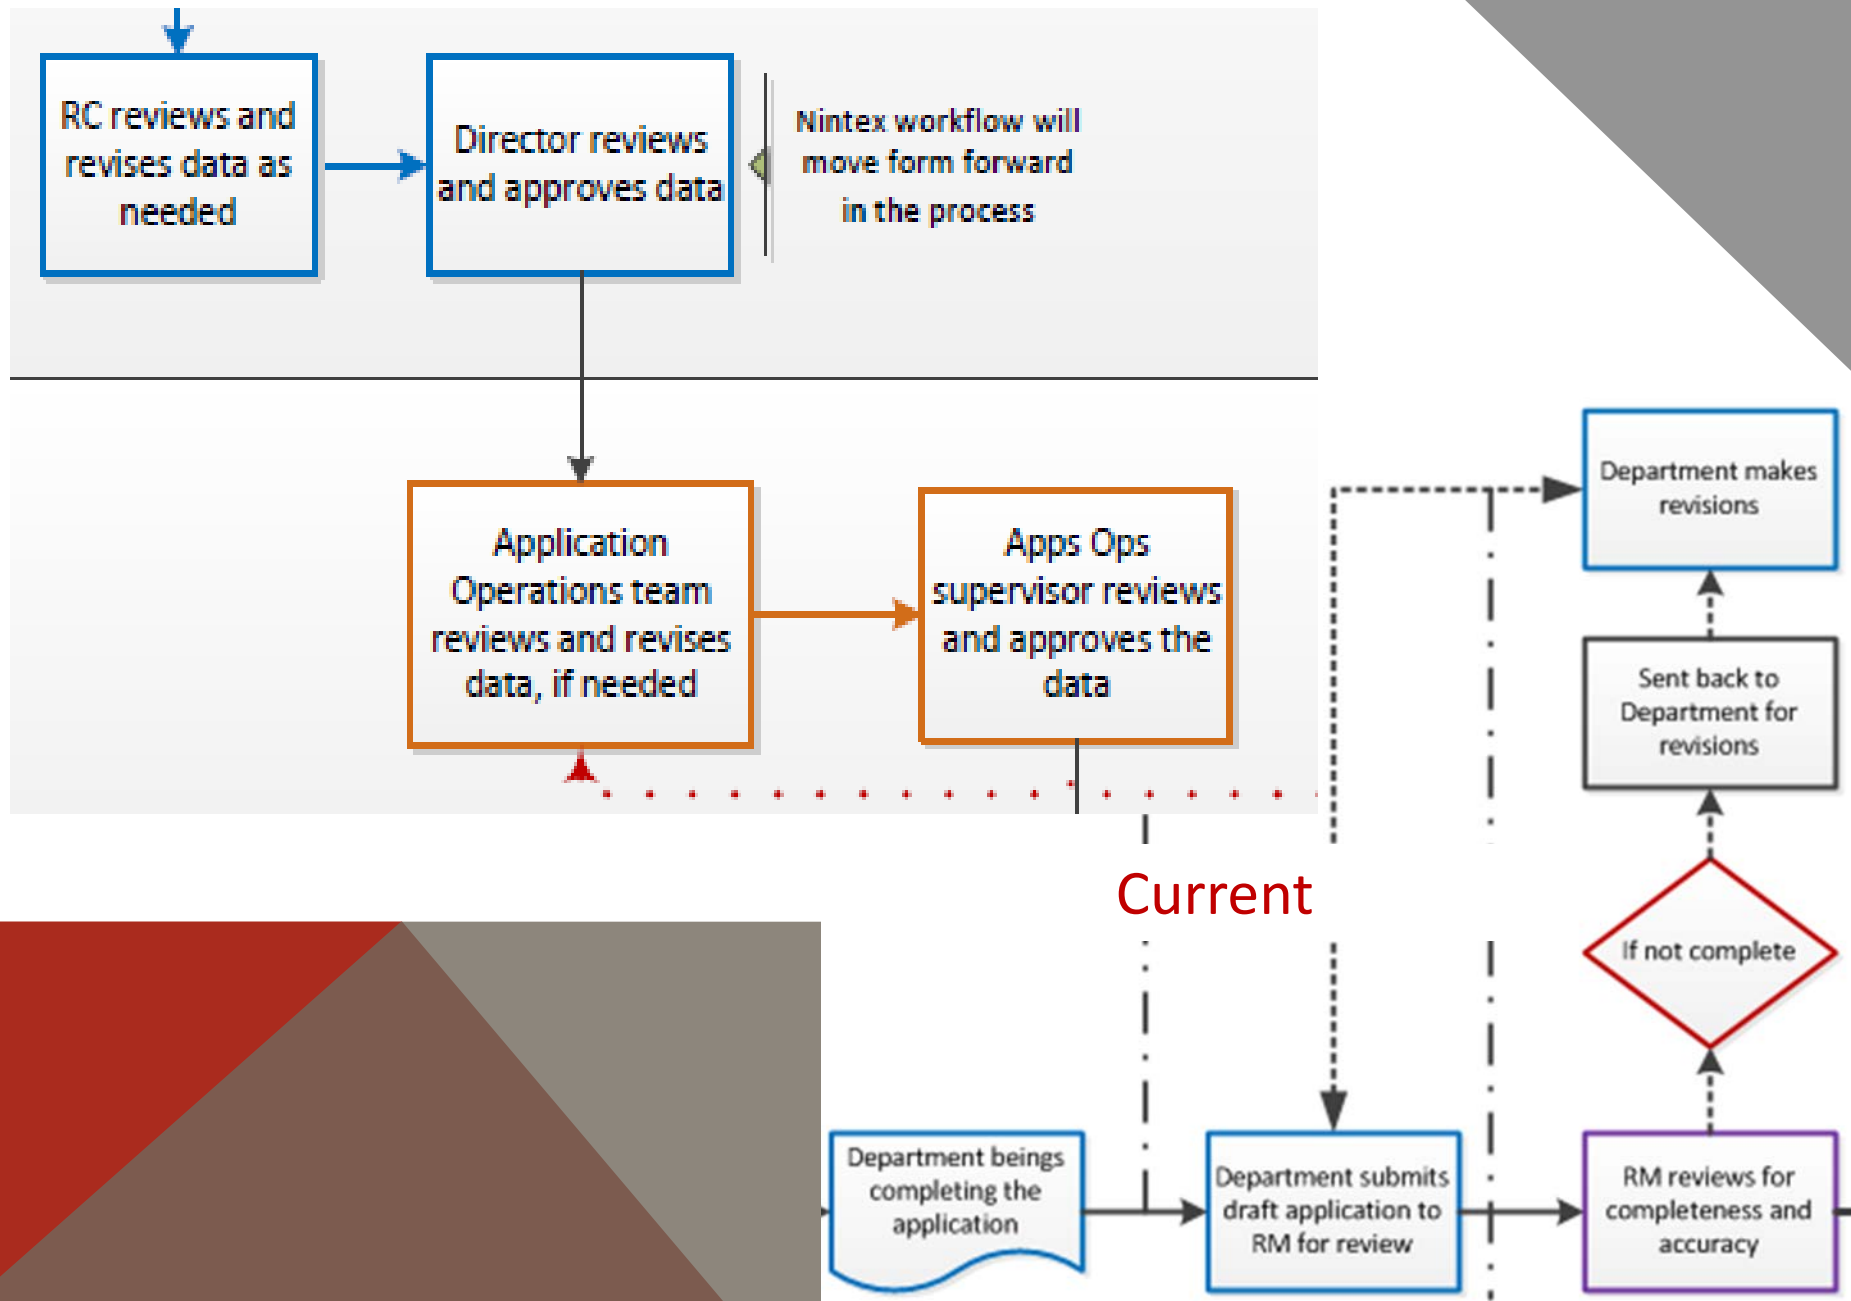 RC reviews and
revises data as
needed
Director reviews
and approves data
Nintex workflow will
move form forward
in the process
Application
Operations team
reviews and revises
data, if needed
Apps Ops
supervisor reviews
and approves the
data
Department makes
revisions
Sent back to
Department for
revisions
Current
If not complete
Department beings
completing the
application
Department submits
draft application to
RM for review
RM reviews for
completeness and
accuracy